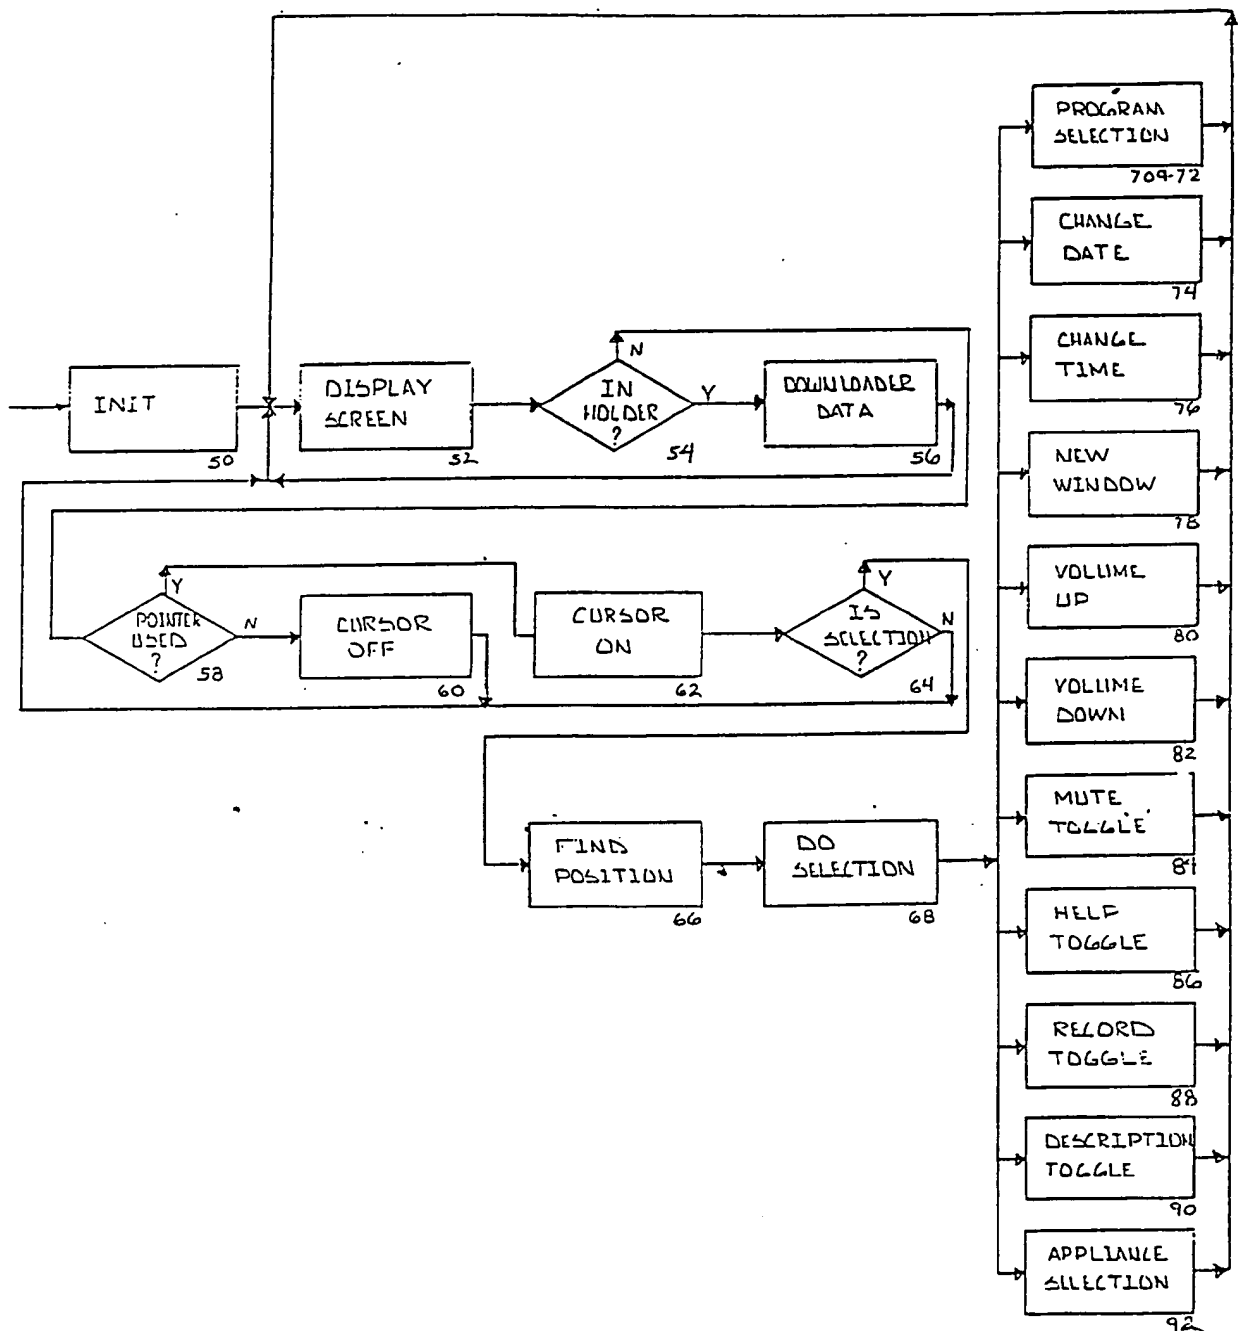 PROGRAM
SELECTION
CHANGE
DATE
74
N
CHANGE
TIME
76
INIT
50
DISPLAY
SCREEN
52
IN
HOLDER
?
54
Y
DOWNLOADER
DATA
56
NEW
WINDOW
78
Y
Y
POINTER
USED
?
58
N
CURSOR
OFF
60
CURSOR
ON
62
IS
SELECTION
?
64
N
VOLUME
UP
80
VOLUME
DOWN
82
MUTE
TOGGLE
FIND
POSITION
66
DO
SELECTION
68
HELP
TOGGLE
86
RECORD
TOGGLE
88
DESCRIPTION
TOGGLE
90
APPLIANCE
SELECTION
92